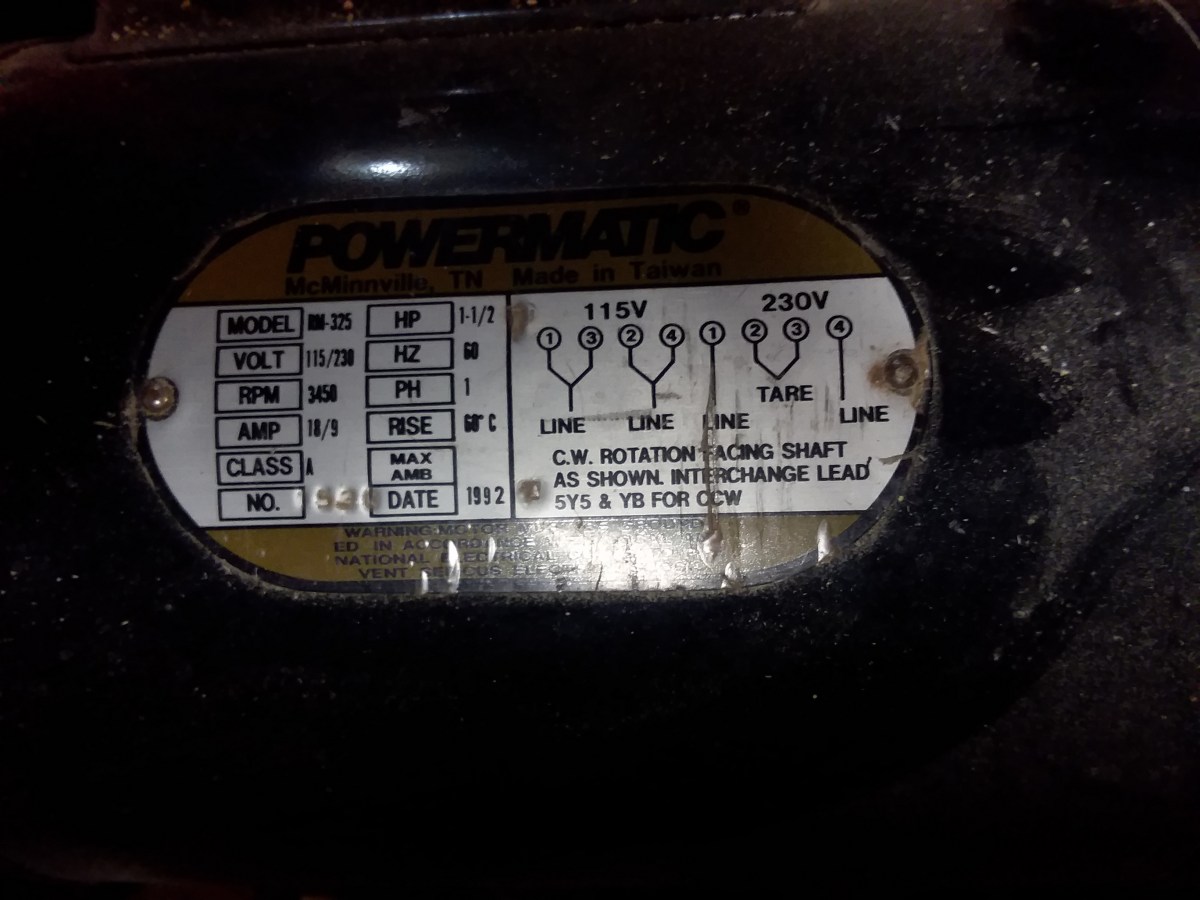 POWERMATIC®
McMinnville, TN Made in Taiwan
MODEL RM-325 HP 1-1/2
VOLT 115/230 HZ 60
RPM 3450 PH 1
AMP 18/9 RISE 60°C
CLASS A MAX AMB
NO. DATE 1992
115V 230V
① ③ ② ④ ① ② ③ ④
TARE
LINE LINE LINE LINE
C.W. ROTATION FACING SHAFT
AS SHOWN. INTERCHANGE LEAD
5Y5 & YB FOR CCW
WARNING:MOTOR
ED IN
NATIONAL
VENT